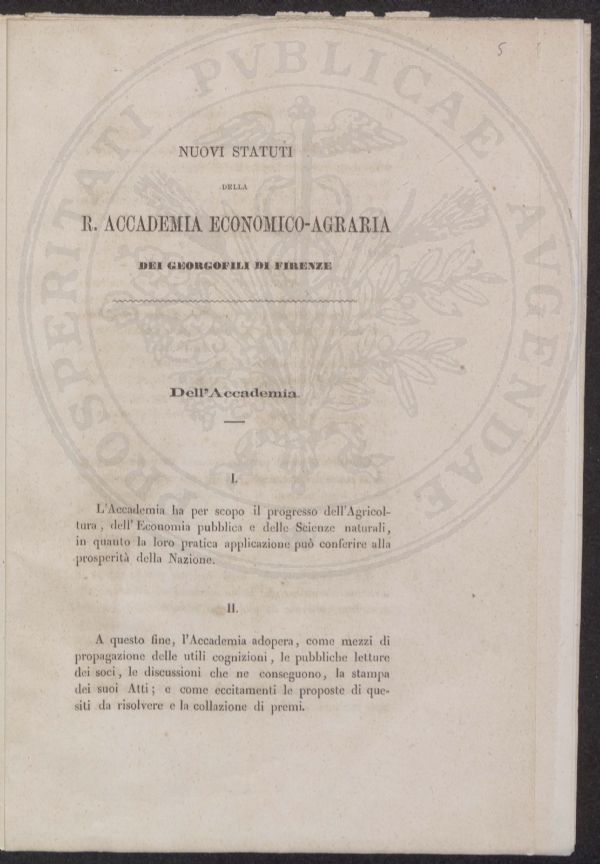 5
NUOVI STATUTI
DELLA
R. ACCADEMIA ECONOMICO-AGRARIA
DEI GEORGOFILI DI FIRENZE
Dell'Accademia.
I.
L'Accademia ha per scopo il progresso dell'Agricol-
tura, dell'Economia pubblica e delle Scienze naturali,
in quanto la loro pratica applicazione può conferire alla
prosperità della Nazione.
II.
A questo fine, l'Accademia adopera, come mezzi di
propagazione delle utili cognizioni, le pubbliche letture
dei soci, le discussioni che ne conseguono, la stampa
dei suoi Atti; e come eccitamenti le proposte di que-
siti da risolvere e la collazione di premi.
PROSPERITATI PVBLICAE AVGENDAE